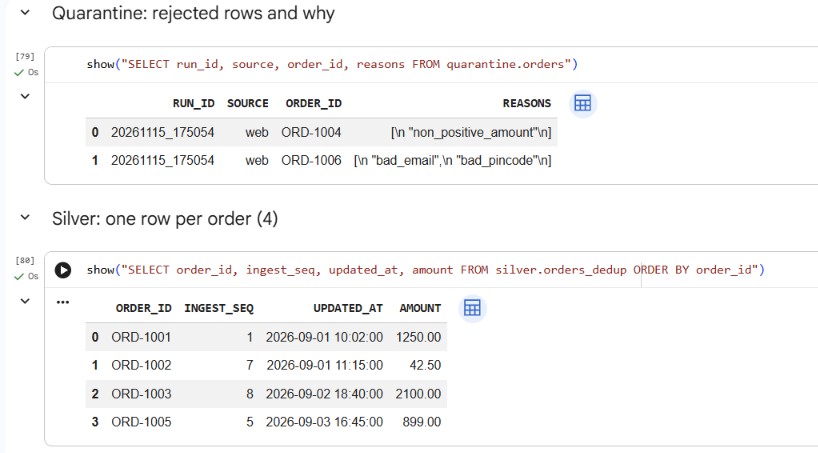 Quarantine: rejected rows and why
[79]
0s
show("SELECT run_id, source, order_id, reasons FROM quarantine.orders")
RUN_ID SOURCE ORDER_ID REASONS
0 20261115_175054 web ORD-1004 [\n "non_positive_amount"\n]
1 20261115_175054 web ORD-1006 [\n "bad_email",\n "bad_pincode"\n]
Silver: one row per order (4)
[80]
0s
show("SELECT order_id, ingest_seq, updated_at, amount FROM silver.orders_dedup ORDER BY order_id")
ORDER_ID INGEST_SEQ UPDATED_AT AMOUNT
0 ORD-1001 1 2026-09-01 10:02:00 1250.00
1 ORD-1002 7 2026-09-01 11:15:00 42.50
2 ORD-1003 8 2026-09-02 18:40:00 2100.00
3 ORD-1005 5 2026-09-03 16:45:00 899.00